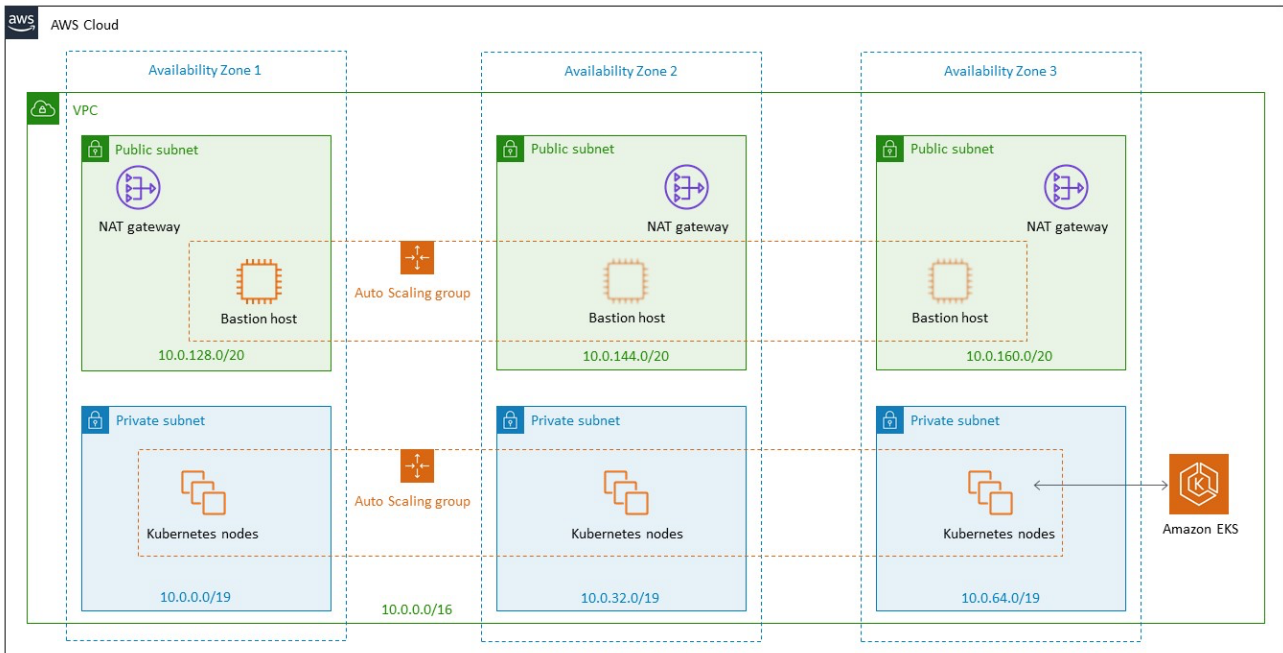 aws
AWS Cloud
Availability Zone 1
Availability Zone 2
Availability Zone 3
VPC
Public subnet
Public subnet
Public subnet
NAT gateway
NAT gateway
NAT gateway
Auto Scaling group
Bastion host
Bastion host
Bastion host
10.0.128.0/20
10.0.144.0/20
10.0.160.0/20
Private subnet
Private subnet
Private subnet
Auto Scaling group
Kubernetes nodes
Kubernetes nodes
Kubernetes nodes
K
Amazon EKS
10.0.0.0/19
10.0.0.0/16
10.0.32.0/19
10.0.64.0/19